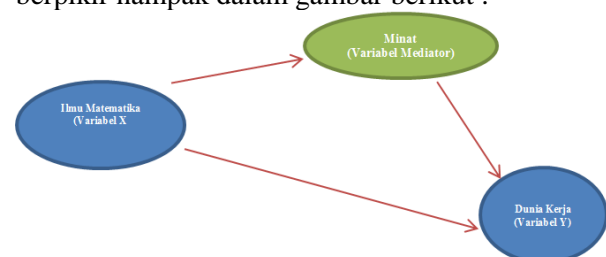 berpikir nampak dalam gambar berikut :
Minat
(Variabel Mediator)
Ilmu Matematika
(Variabel X
Dunia Kerja
(Variabel Y)